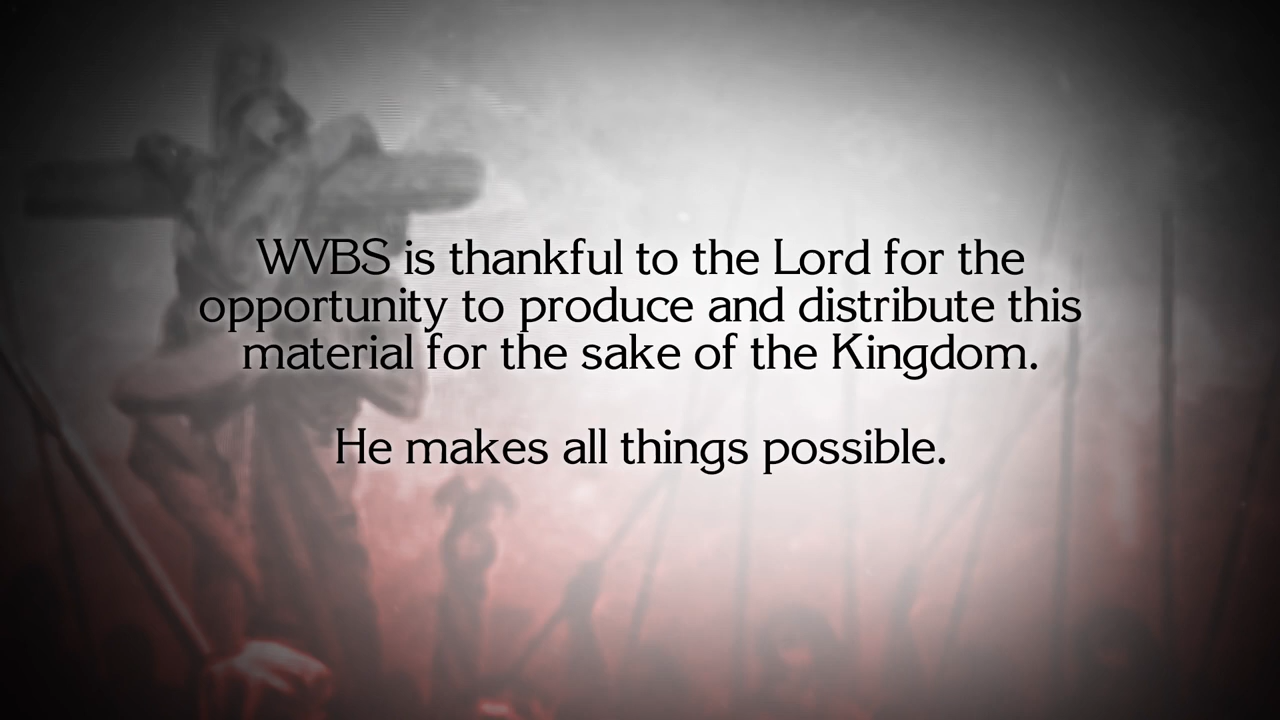 WVBS is thankful to the Lord for the
opportunity to produce and distribute this
material for the sake of the Kingdom.
He makes all things possible.